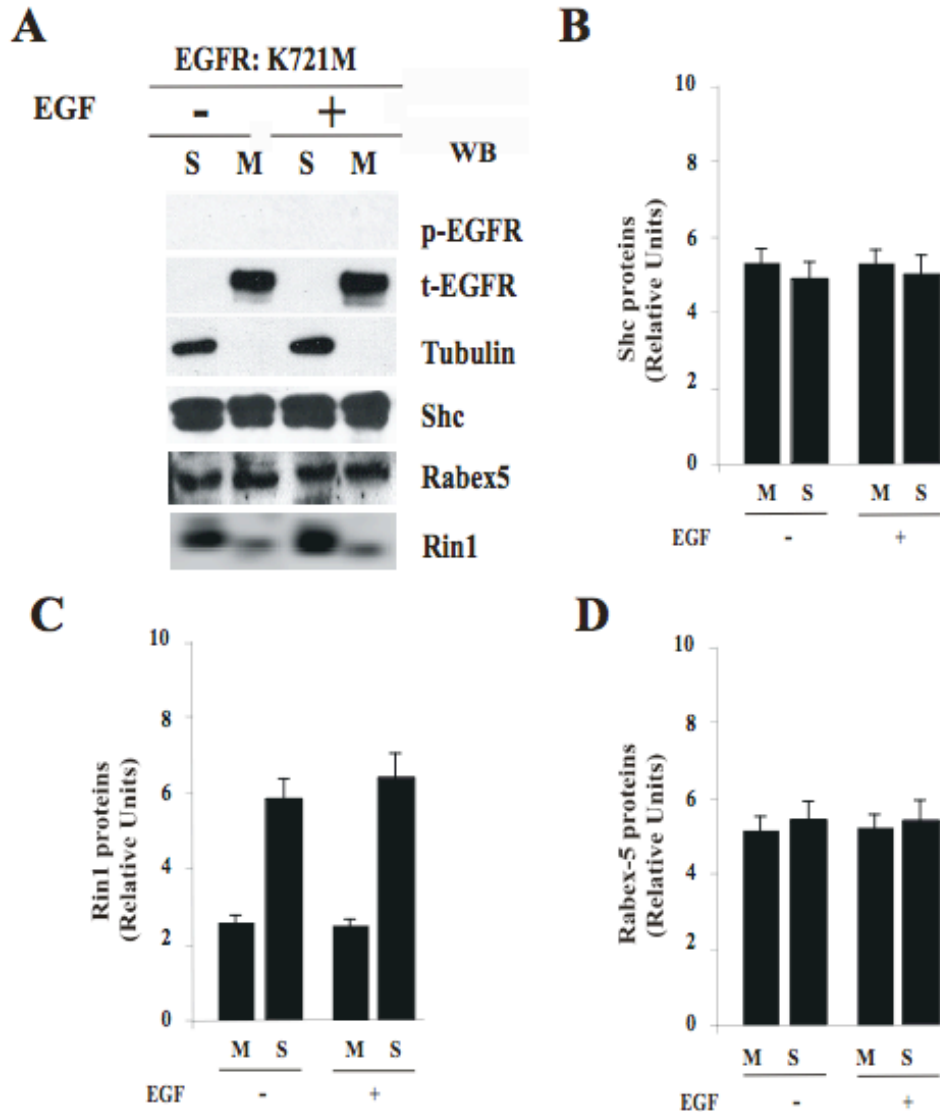 A
EGFR: K721M
EGF - +
S M S M WB
p-EGFR
t-EGFR
Tubulin
Shc
Rabex5
Rin1
B
Shc proteins
(Relative Units)
10
8
6
4
2
0
M S M S
EGF - +
C
Rin1 proteins
(Relative Units)
10
8
6
4
2
0
M S M S
EGF - +
D
Rabex-5 proteins
(Relative Units)
10
8
6
4
2
0
M S M S
EGF - +